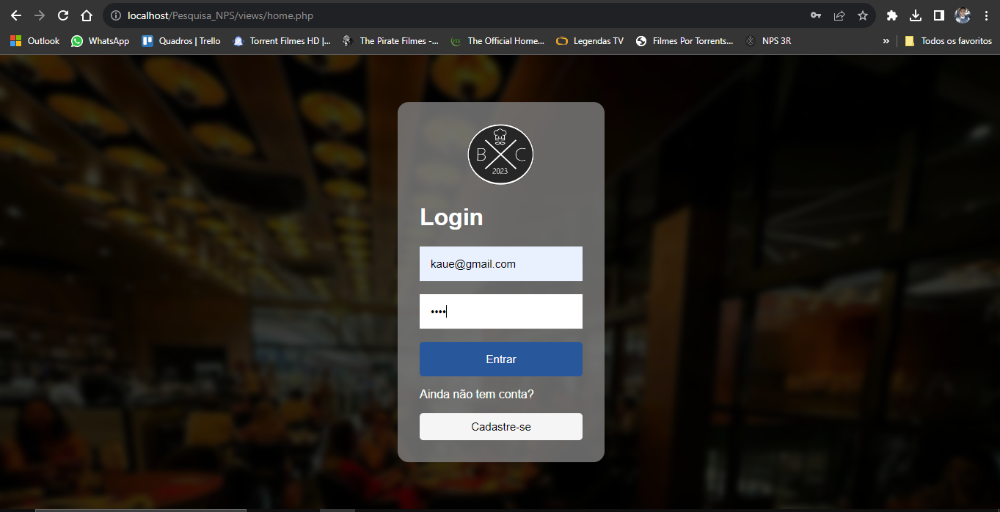 localhost/Pesquisa_NPS/views/home.php
Outlook WhatsApp Quadros | Trello Torrent Filmes HD |... The Pirate Filmes -... The Official Home... Legendas TV Filmes Por Torrents... NPS 3R » Todos os favoritos
B C
2023
Login
kaue@gmail.com
••••
Entrar
Ainda não tem conta?
Cadastre-se